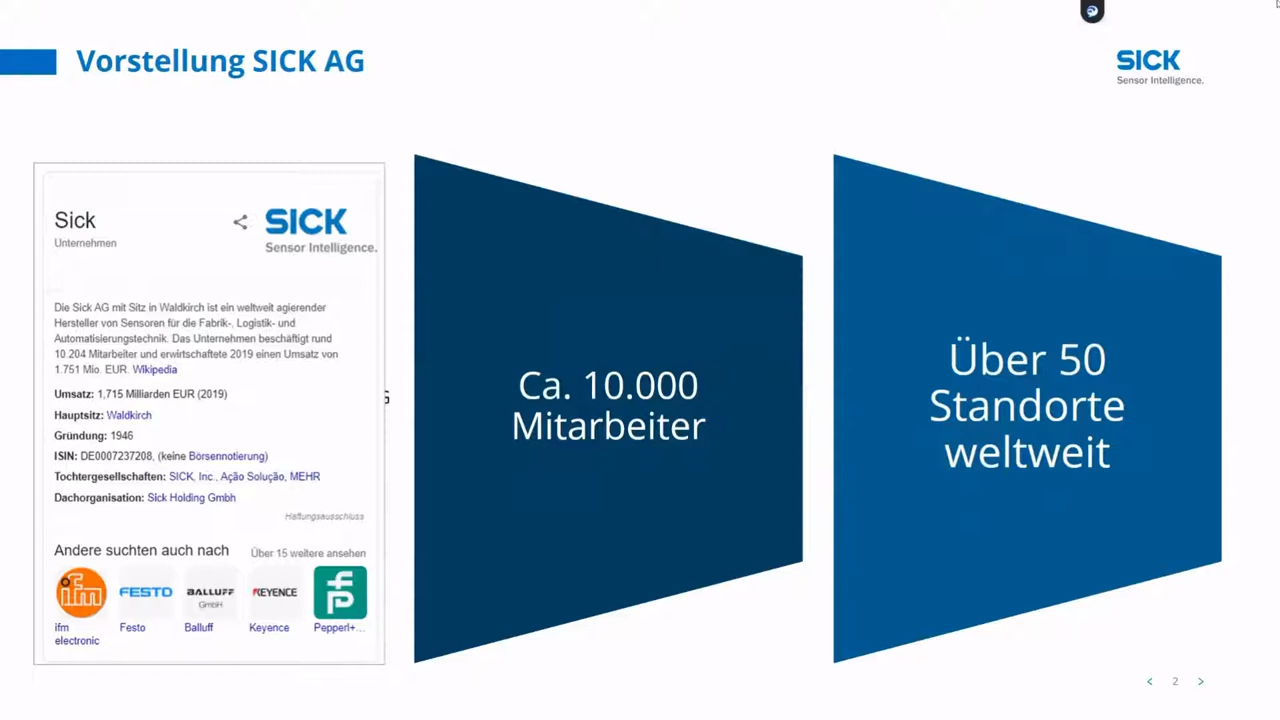 Vorstellung SICK AG
SICK
Sensor Intelligence.
Sick
Unternehmen
SICK
Sensor Intelligence.
Die Sick AG mit Sitz in Waldkirch ist ein weltweit agierender
Hersteller von Sensoren für die Fabrik-, Logistik- und
Automatisierungstechnik. Das Unternehmen beschäftigt rund
10.204 Mitarbeiter und erwirtschaftete 2019 einen Umsatz von
1.751 Mio. EUR. Wikipedia
Umsatz: 1,715 Milliarden EUR (2019)
Hauptsitz: Waldkirch
Gründung: 1946
ISIN: DE0007237208, (keine Börsennotierung)
Tochtergesellschaften: SICK, Inc., Ação Solução, MEHR
Dachorganisation: Sick Holding Gmbh
Haftungsausschluss
Andere suchten auch nach
Über 15 weitere ansehen
ifm
FESTO
BALLUFF
GmbH
KEYENCE
ifm
electronic
Festo
Balluff
Keyence
Pepperl+...
G
Ca. 10.000
Mitarbeiter
Über 50
Standorte
weltweit
< 2 >